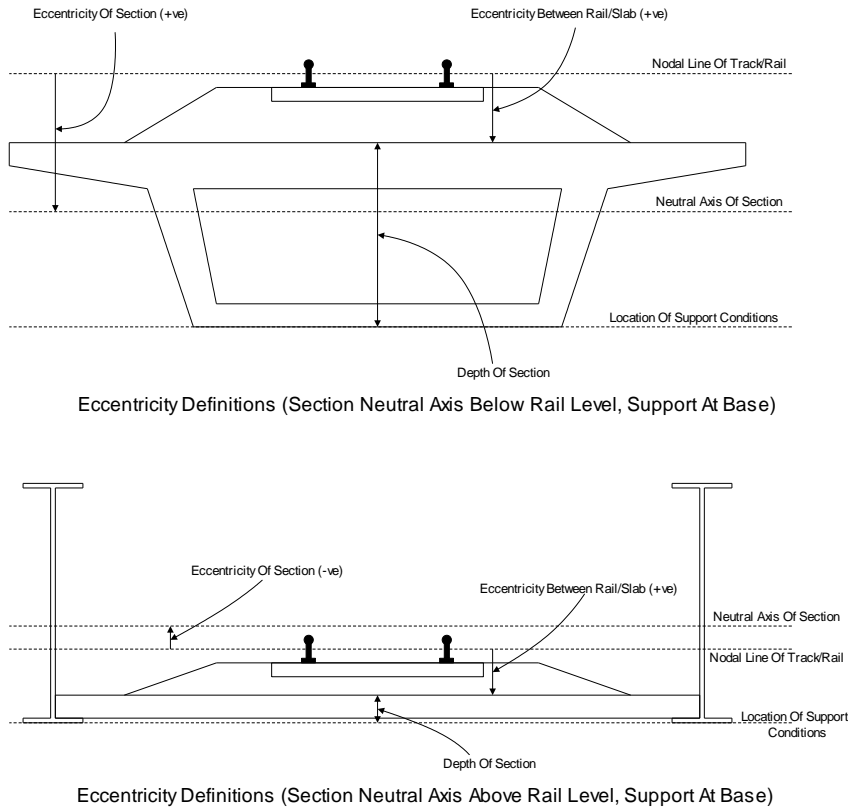 Eccentricity Of Section (+ve)
Eccentricity Between Rail/Slab (+ve)
Nodal Line Of Track/Rail
Neutral Axis Of Section
Location Of Support Conditions
Depth Of Section
Eccentricity Definitions (Section Neutral Axis Below Rail Level, Support At Base)
Eccentricity Of Section (-ve)
Eccentricity Between Rail/Slab (+ve)
Neutral Axis Of Section
Nodal Line Of Track/Rail
Location Of Support
Conditions
Depth Of Section
Eccentricity Definitions (Section Neutral Axis Above Rail Level, Support At Base)